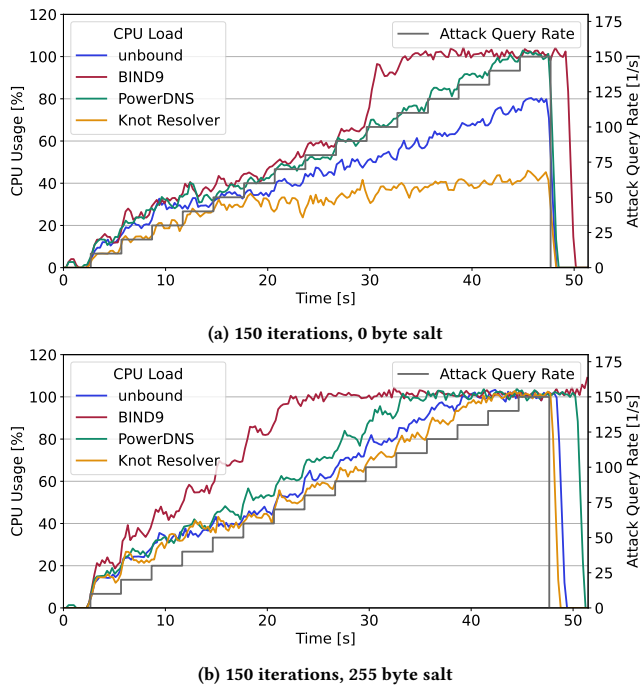 CPU Load
unbound
BIND9
PowerDNS
Knot Resolver
Attack Query Rate
120
100
80
60
40
20
0
CPU Usage [%]
175
150
125
100
75
50
25
0
Attack Query Rate [1/s]
0 10 20 30 40 50
Time [s]
(a) 150 iterations, 0 byte salt
CPU Load
unbound
BIND9
PowerDNS
Knot Resolver
Attack Query Rate
120
100
80
60
40
20
0
CPU Usage [%]
175
150
125
100
75
50
25
0
Attack Query Rate [1/s]
0 10 20 30 40 50
Time [s]
(b) 150 iterations, 255 byte salt